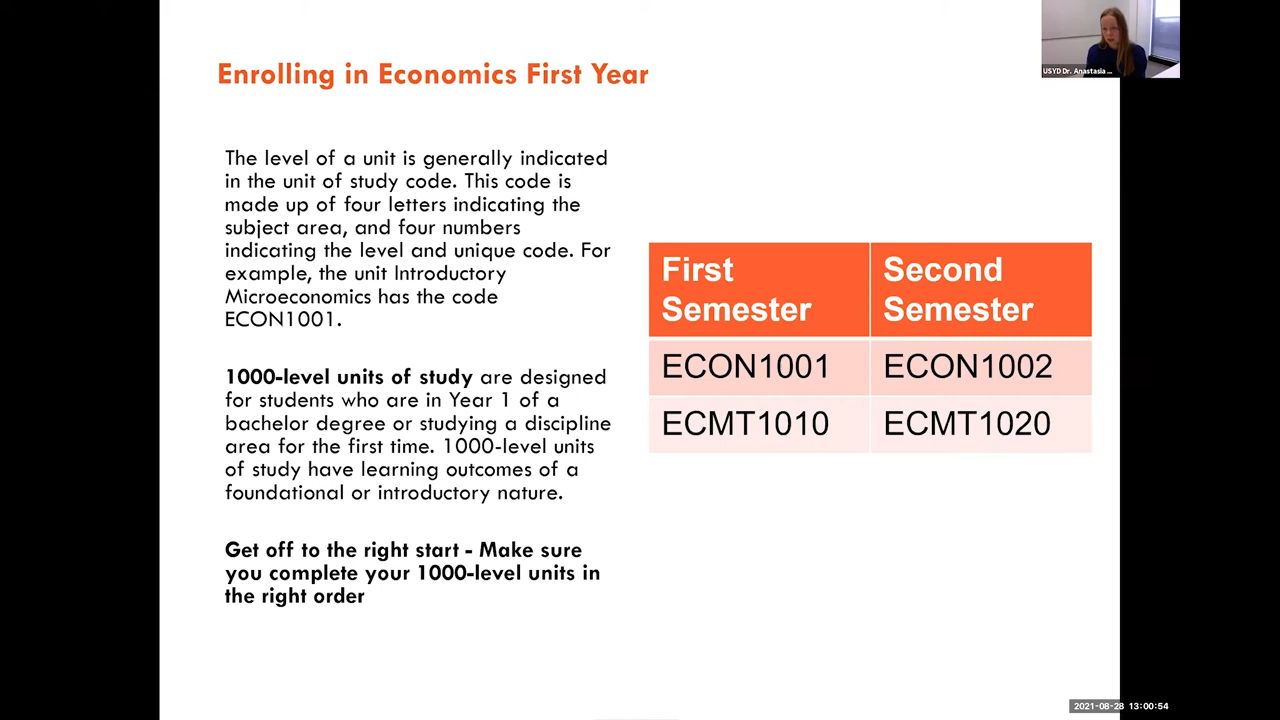 Enrolling in Economics First Year
USYD Dr. Anastasia ...
The level of a unit is generally indicated
in the unit of study code. This code is
made up of four letters indicating the
subject area, and four numbers
indicating the level and unique code. For
example, the unit Introductory
Microeconomics has the code
ECON1001.
1000-level units of study are designed
for students who are in Year 1 of a
bachelor degree or studying a discipline
area for the first time. 1000-level units
of study have learning outcomes of a
foundational or introductory nature.
Get off to the right start - Make sure
you complete your 1000-level units in
the right order
First Semester
Second Semester
ECON1001 ECON1002
ECMT1010 ECMT1020
2021-08-28 13:00:54